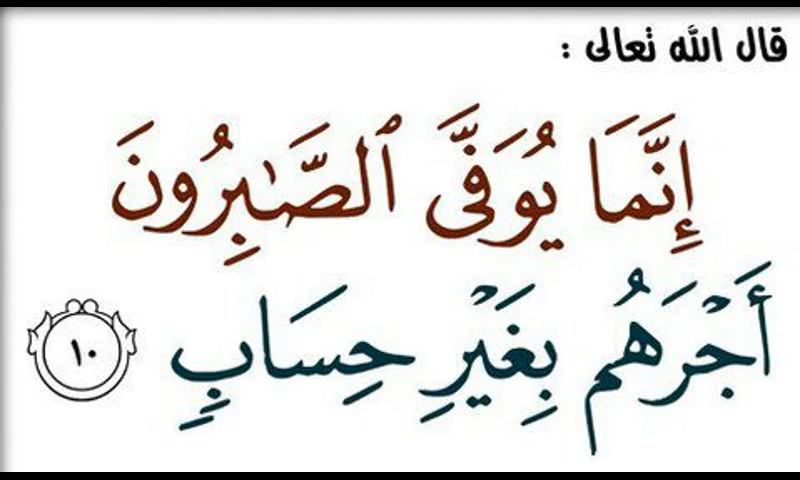 قال الله تعالى :
إِنَّمَا يُوَفَّى ٱلصَّـٰبِرُونَ
أَجْرَهُم بِغَيْرِ حِسَابٍ ١٠